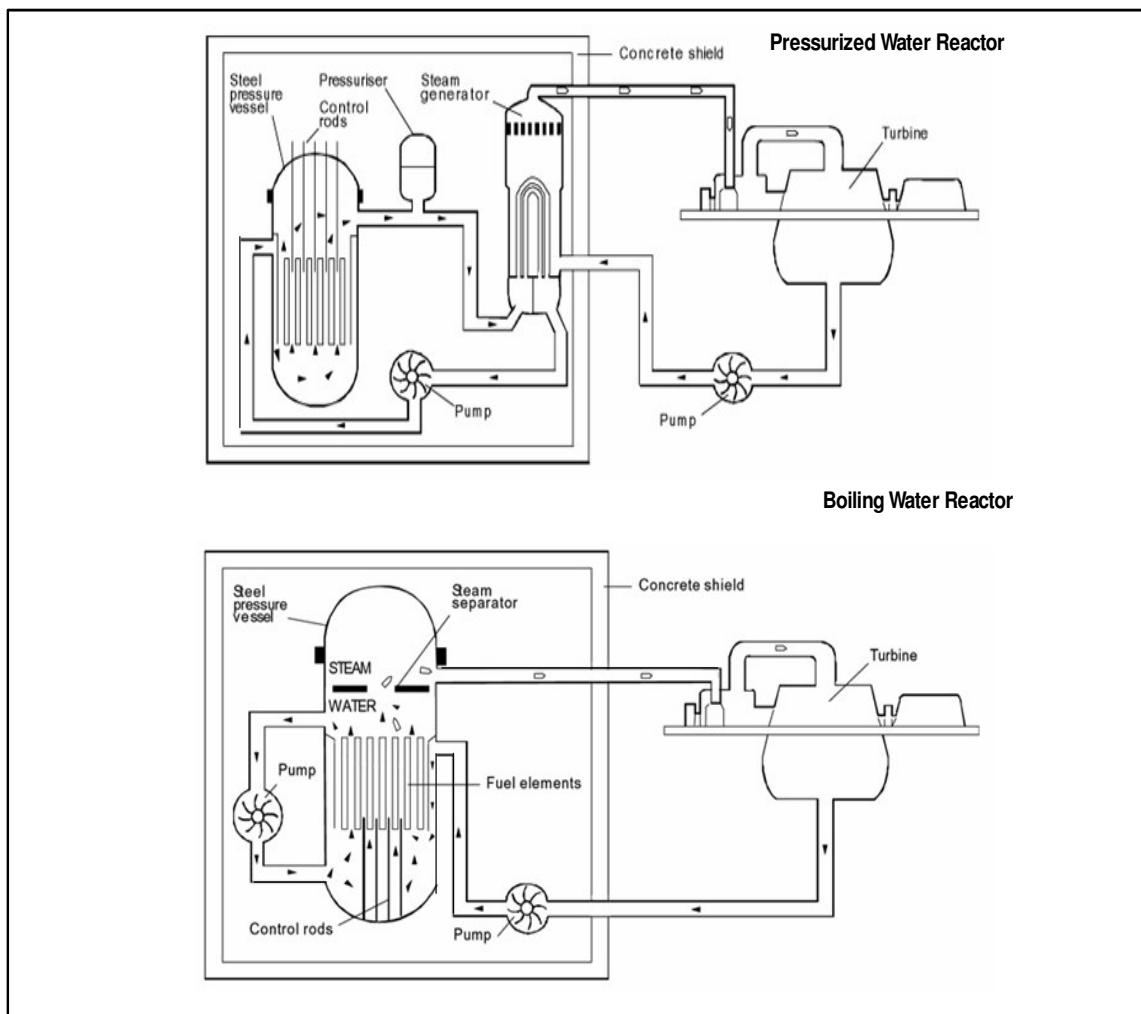 Pressurized Water Reactor
Concrete shield
Steel
pressure
vessel
Control
rods
Pressuriser
Steam
generator
Turbine
Pump
Pump
Boiling Water Reactor
Steel
pressure
vessel
Steam
separator
Concrete shield
STEAM
WATER
Turbine
Pump
Fuel elements
Control rods
Pump